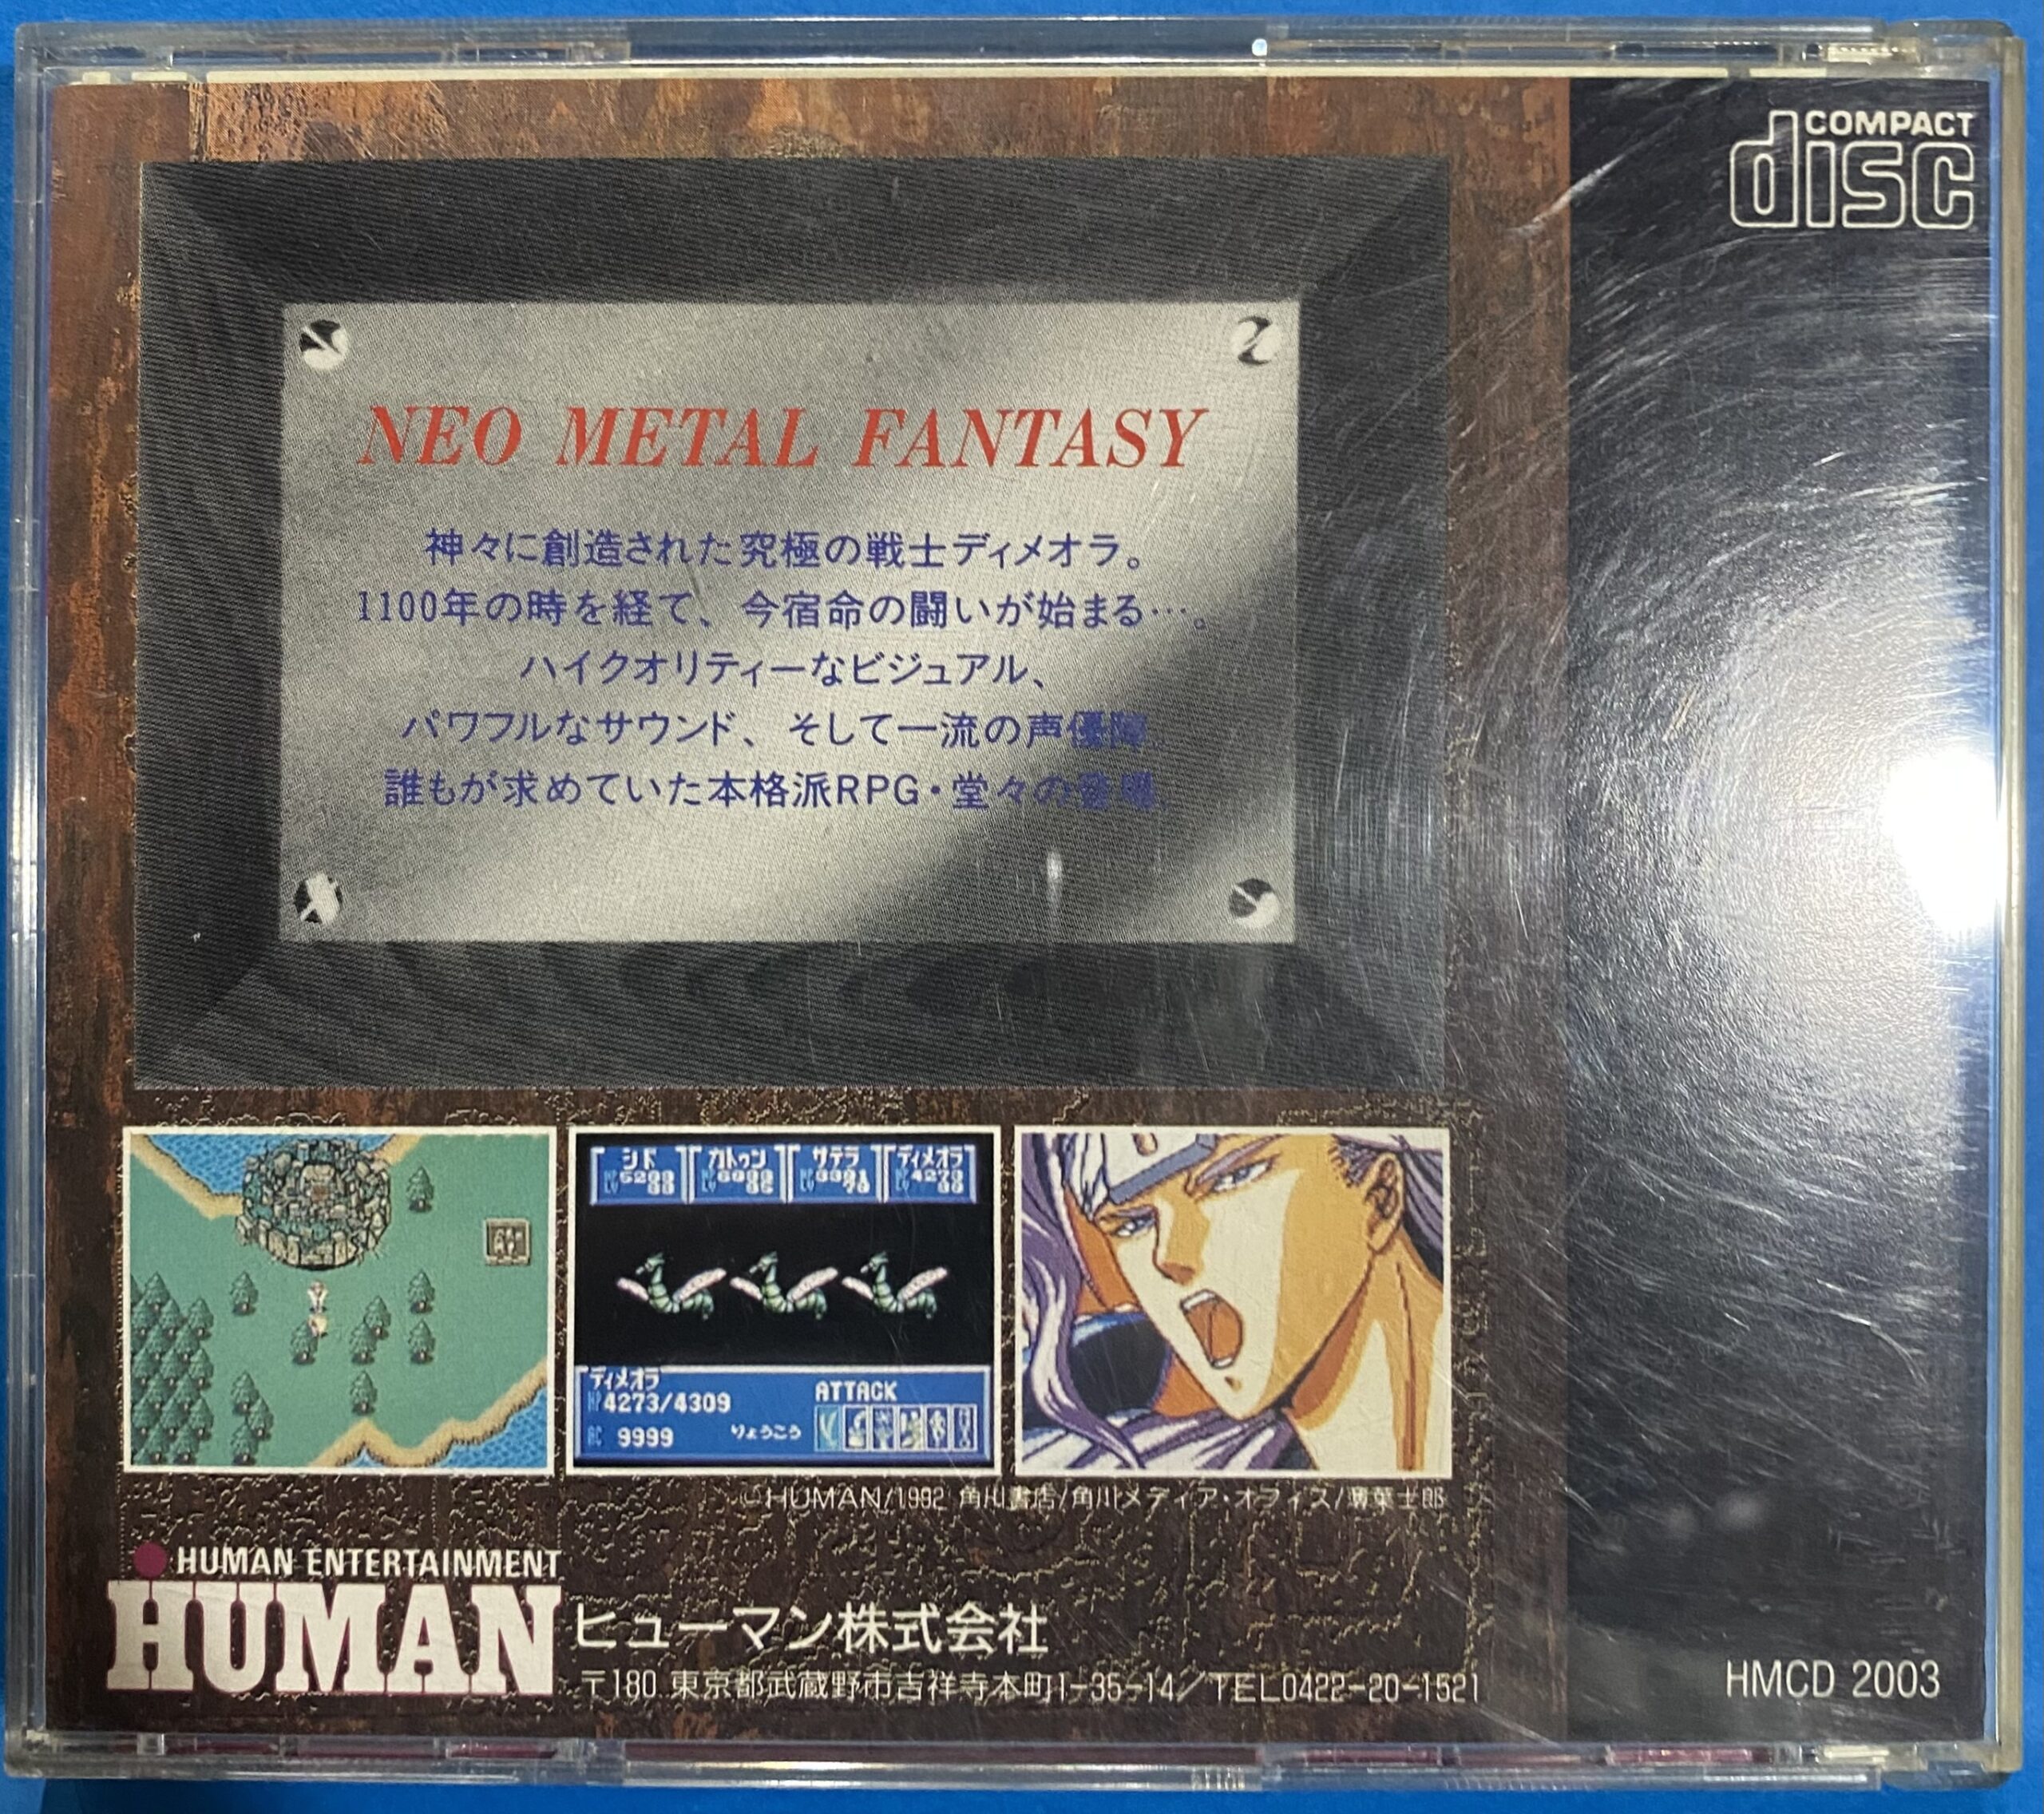 COMPACT
disc
NEO METAL FANTASY
神々に創造された究極の戦士ディメオラ。
1100年の時を経て、今宿命の闘いが始まる…。
ハイクオリティーなビジュアル、
パワフルなサウンド、そして一流の声優陣。
誰もが求めていた本格派RPG・堂々の登場。
シド カトゥン サテラ ディメオラ
ディメオラ
HP 4273/4309
ATTACK
9999 りょうこう
©HUMAN/1992 角川書店/角川メディア・オフィス/士郎
HUMAN ENTERTAINMENT
HUMAN
ヒューマン株式会社
〒180 東京都武蔵野市吉祥寺本町1-35-14/TEL0422-20-1521
HMCD 2003